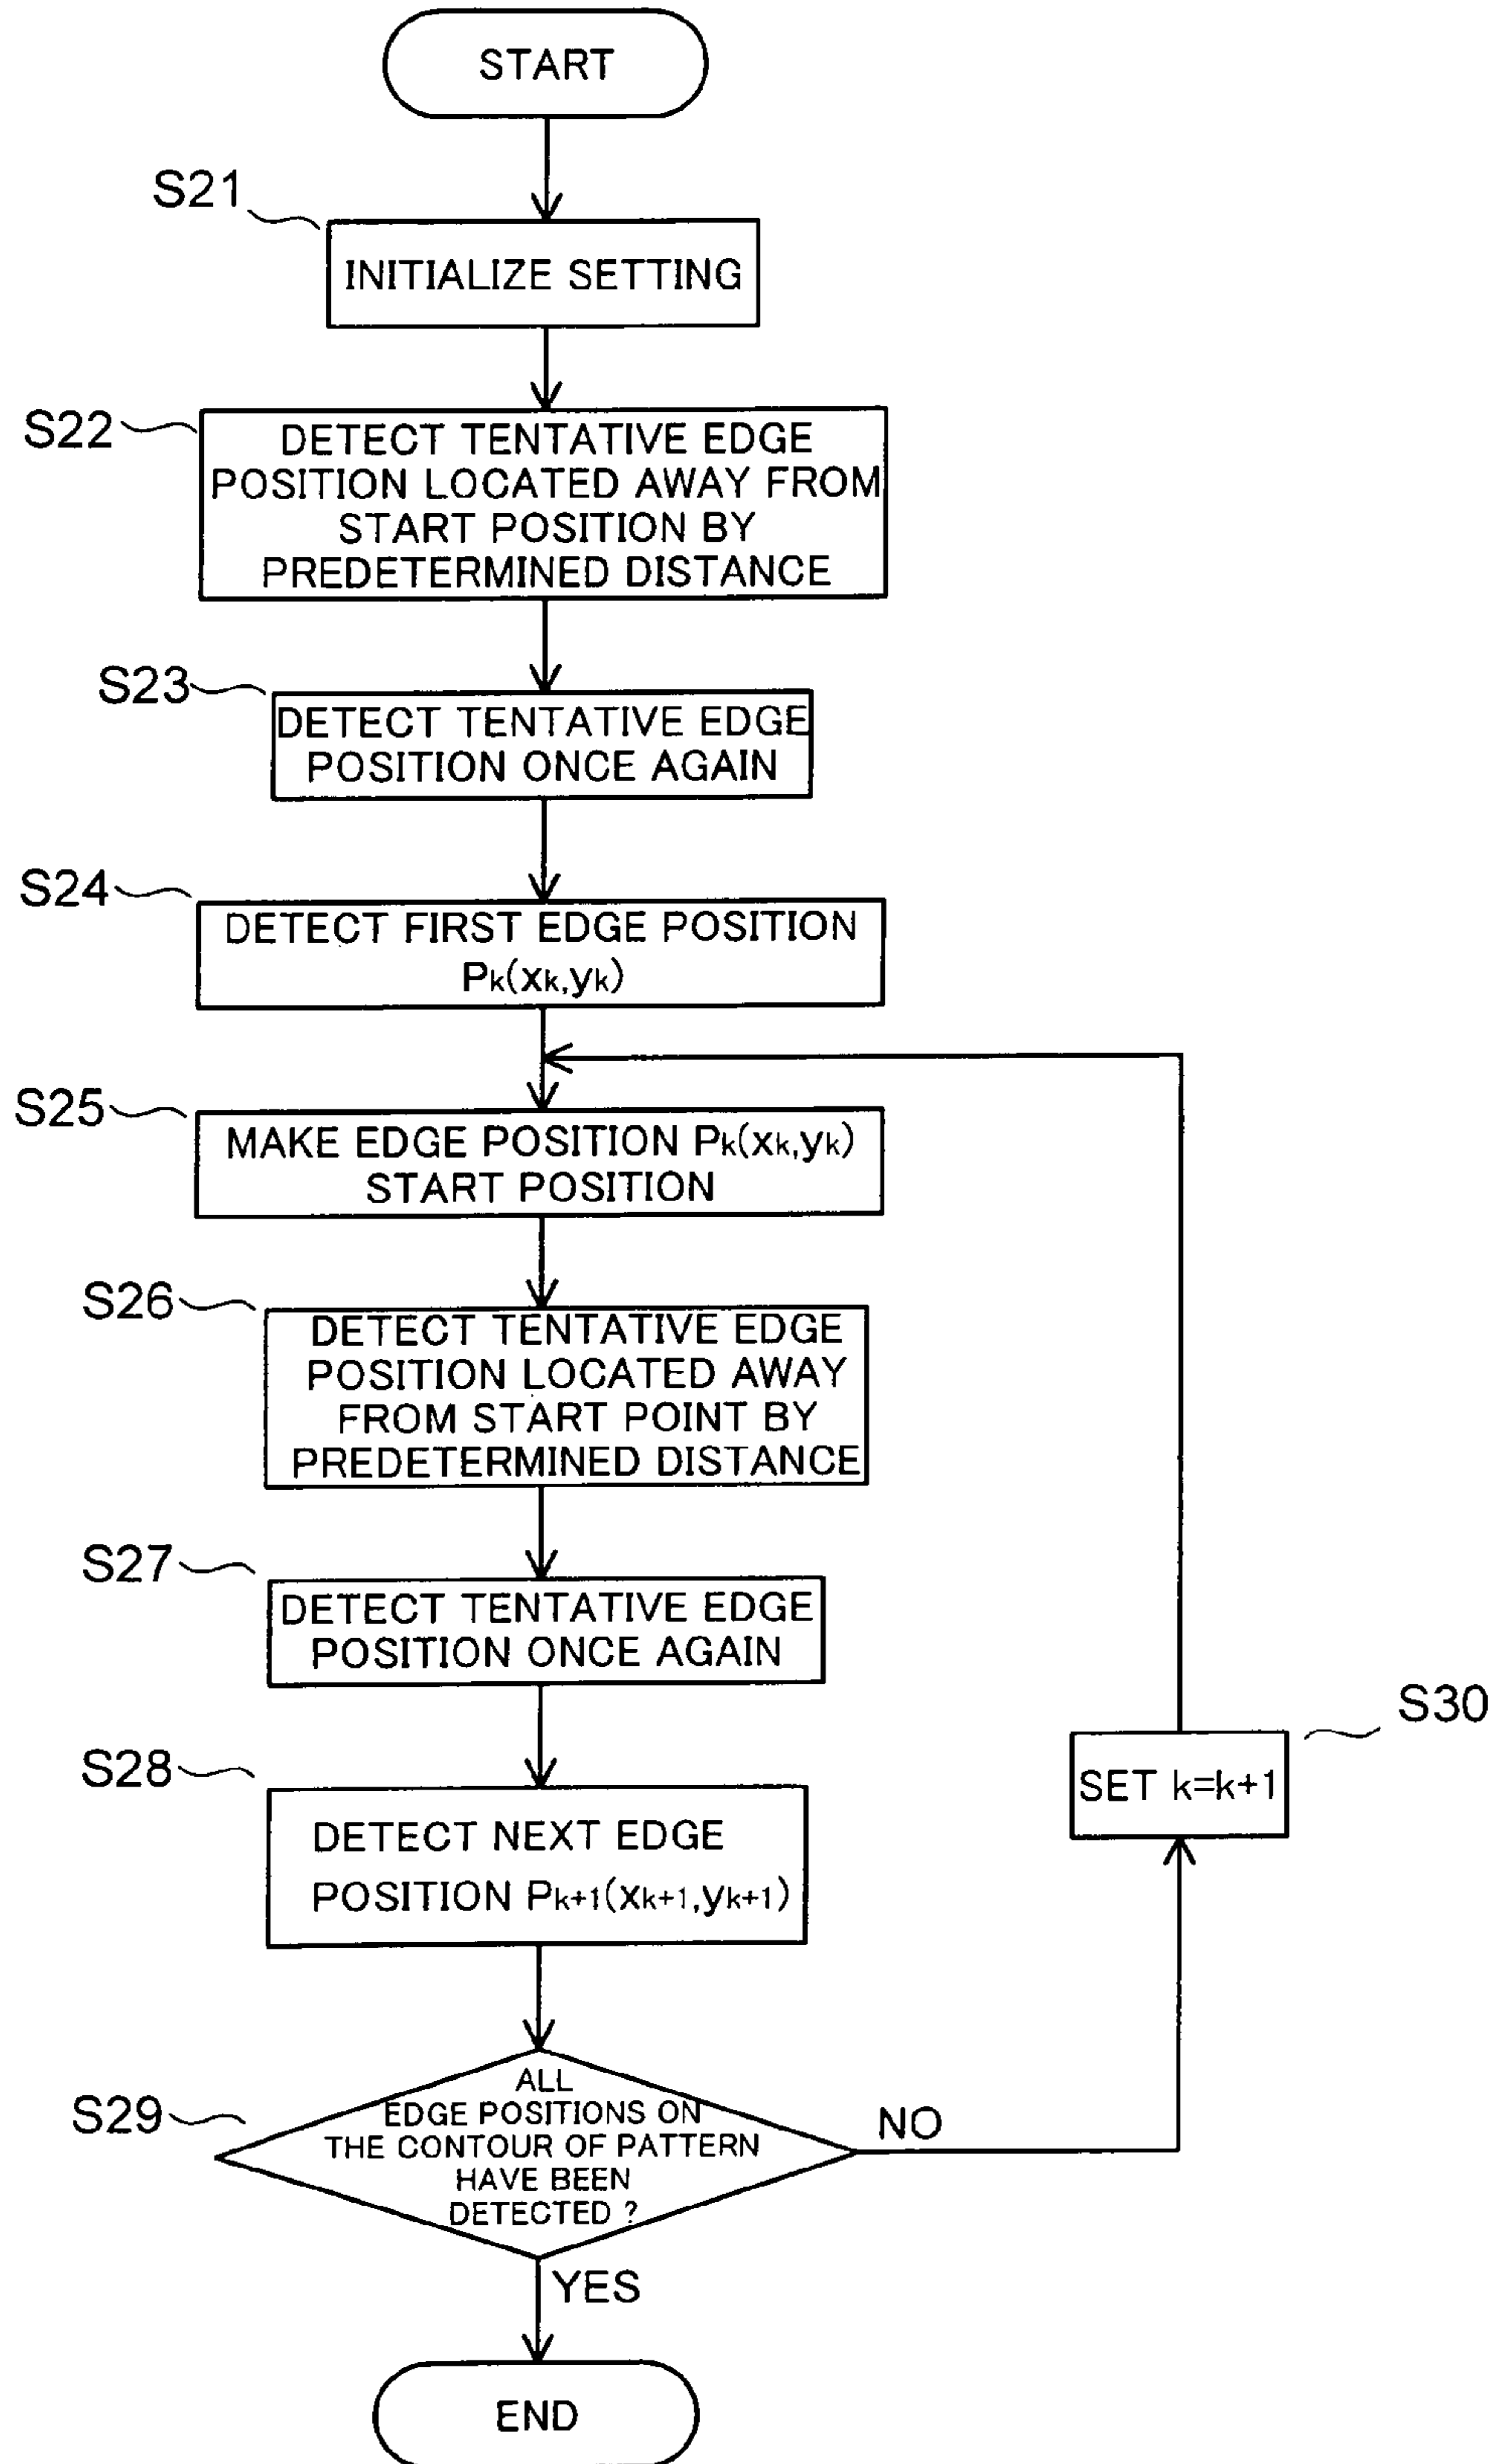 START
S21
INITIALIZE SETTING
S22
DETECT TENTATIVE EDGE
POSITION LOCATED AWAY FROM
START POSITION BY
PREDETERMINED DISTANCE
S23
DETECT TENTATIVE EDGE
POSITION ONCE AGAIN
S24
DETECT FIRST EDGE POSITION
Pk(xk,yk)
S25
MAKE EDGE POSITION Pk(xk,yk)
START POSITION
S26
DETECT TENTATIVE EDGE
POSITION LOCATED AWAY
FROM START POINT BY
PREDETERMINED DISTANCE
S27
DETECT TENTATIVE EDGE
POSITION ONCE AGAIN
S28
DETECT NEXT EDGE
POSITION Pk+1(xk+1,yk+1)
S30
SET k=k+1
S29
ALL
EDGE POSITIONS ON
THE CONTOUR OF PATTERN
HAVE BEEN
DETECTED ?
NO
YES
END